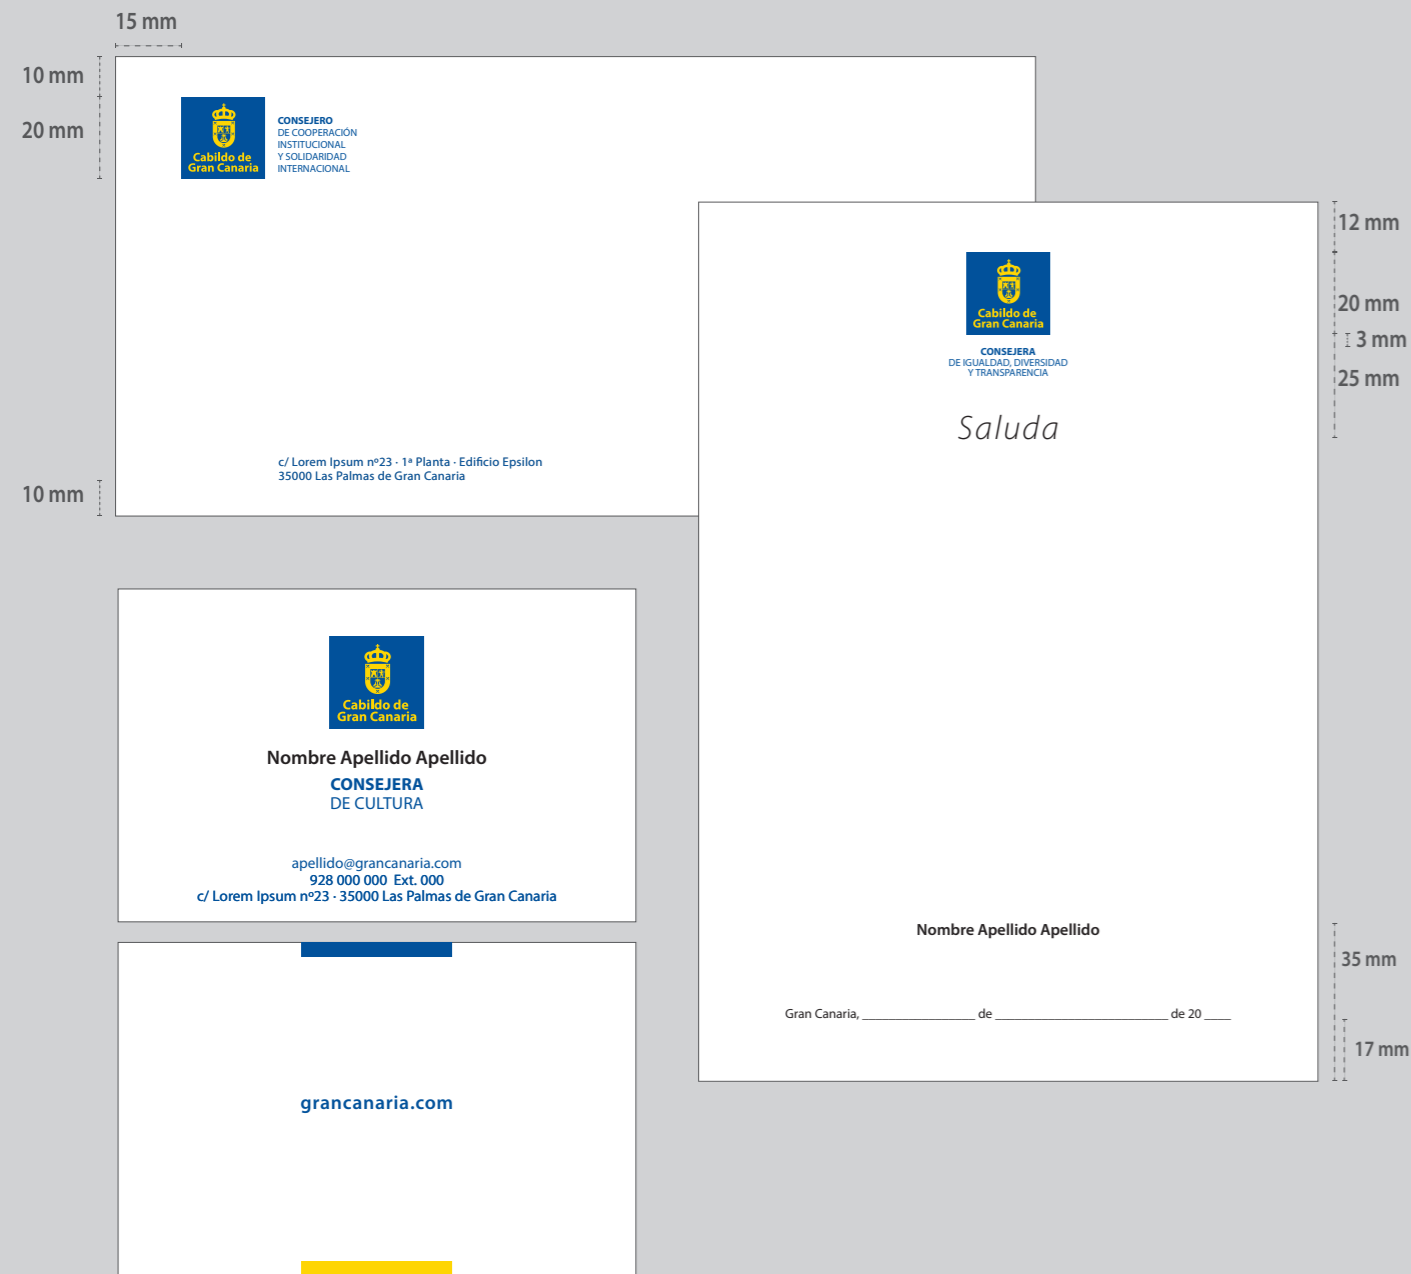 15 mm
10 mm
20 mm
Cabildo de
Gran Canaria
CONSEJERO
DE COOPERACIÓN
INSTITUCIONAL
Y SOLIDARIDAD
INTERNACIONAL
c/ Lorem Ipsum nº23 · 1ª Planta · Edificio Epsilon
35000 Las Palmas de Gran Canaria
10 mm
12 mm
20 mm
3 mm
25 mm
Cabildo de
Gran Canaria
CONSEJERA
DE IGUALDAD, DIVERSIDAD
Y TRANSPARENCIA
Saluda
Nombre Apellido Apellido
Gran Canaria, _________________ de __________________________ de 20 ____
35 mm
17 mm
Cabildo de
Gran Canaria
Nombre Apellido Apellido
CONSEJERA
DE CULTURA
apellido@grancanaria.com
928 000 000 Ext. 000
c/ Lorem Ipsum nº23 · 35000 Las Palmas de Gran Canaria
grancanaria.com